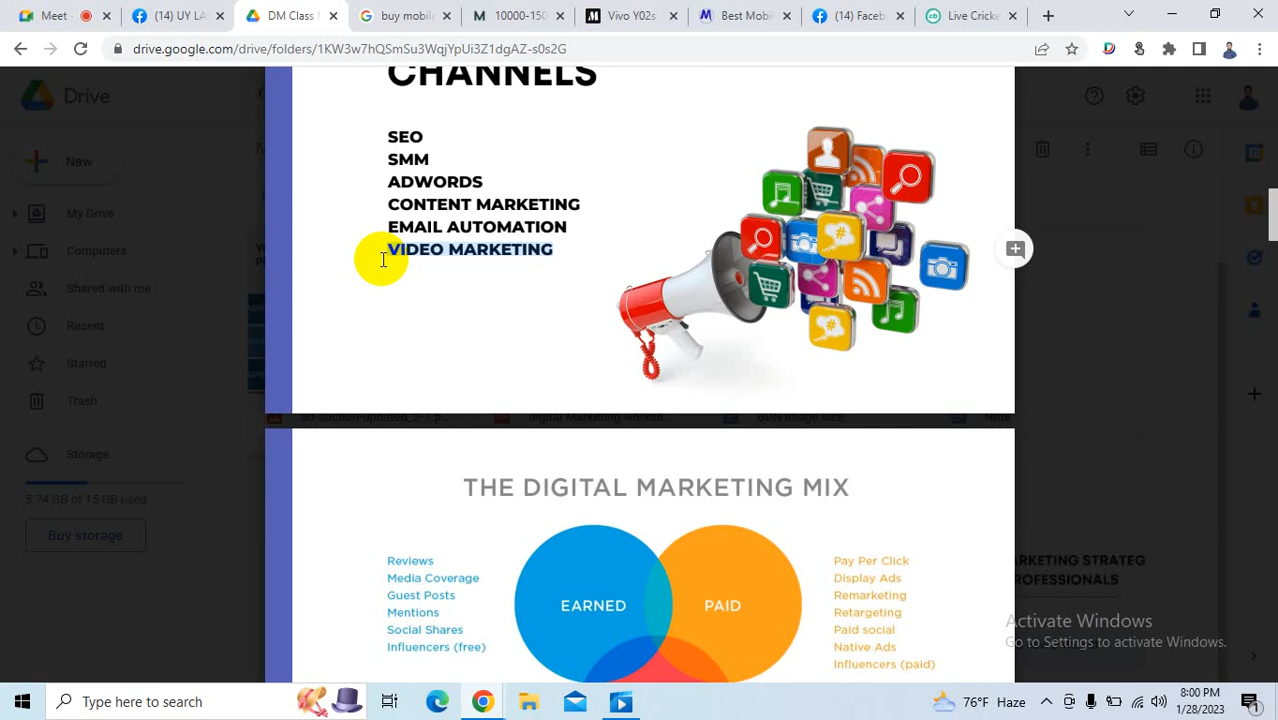 Meet -
(14) UY LA
DM Class
google bu
10000-150
Vivo Y02s
Best Mobi
(14) Faceb
Live Cricke
drive.google.com/drive/folders/1KW3w7hQSmSu3WqjYpUi3Z1dgAZ-s0s2G
Drive
New
My Drive
Computers
Shared with me
Recent
Starred
Trash
Storage
5.74 GB of 15 GB used
Buy storage
CHANNELS
SEO
SMM
ADWORDS
CONTENT MARKETING
EMAIL AUTOMATION
VIDEO MARKETING
THE DIGITAL MARKETING MIX
Reviews
Media Coverage
Guest Posts
Mentions
Social Shares
Influencers (free)
EARNED
PAID
Pay Per Click
Display Ads
Remarketing
Retargeting
Paid social
Native Ads
Influencers (paid)
ARKETING STRATEG
ROFESSIONALS
Activate Windows
Go to Settings to activate Windows.
Type here to search
76°F Haze
8:00 PM
1/28/2023